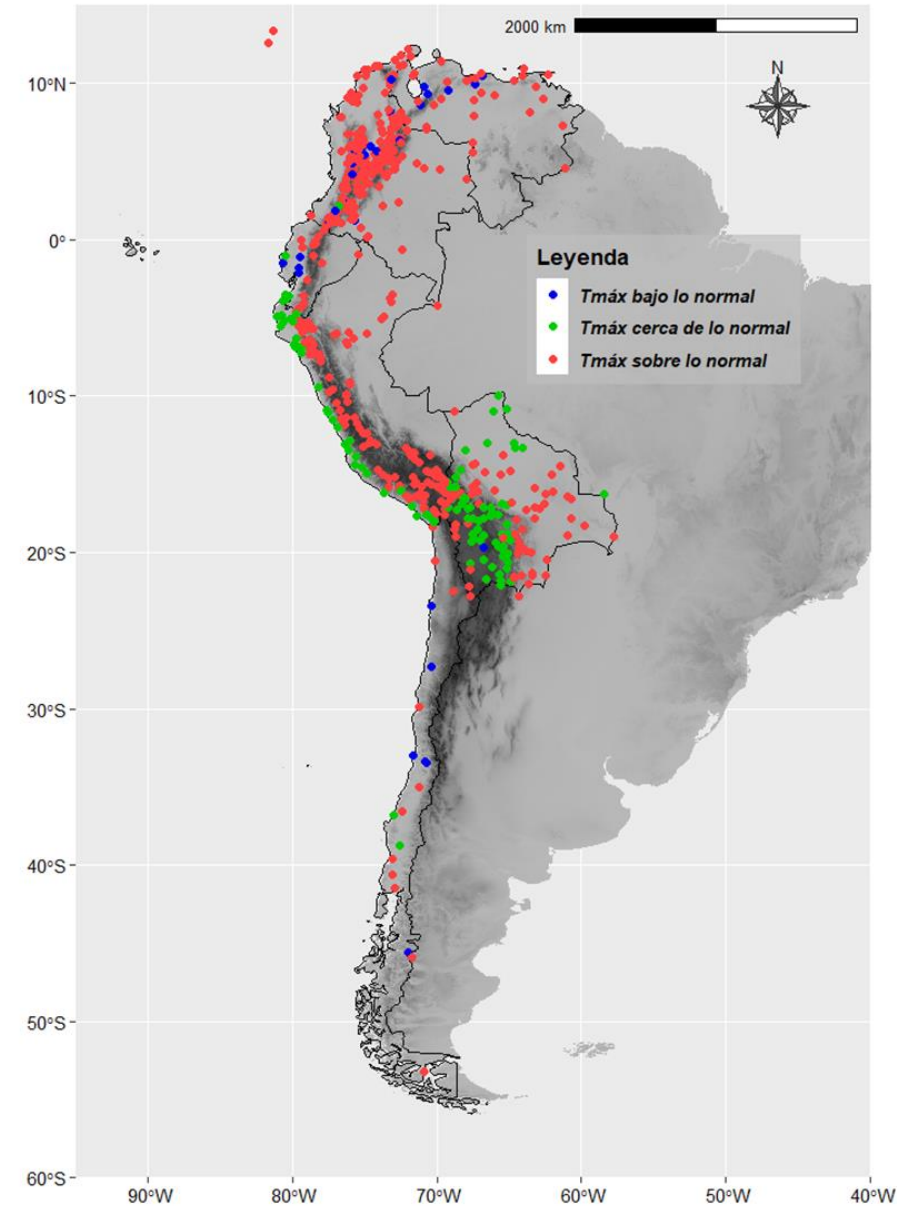 2000 km
N
10°N
0°
10°S
20°S
30°S
40°S
50°S
60°S
Leyenda
Tmáx bajo lo normal
Tmáx cerca de lo normal
Tmáx sobre lo normal
90°W
80°W
70°W
60°W
50°W
40°W